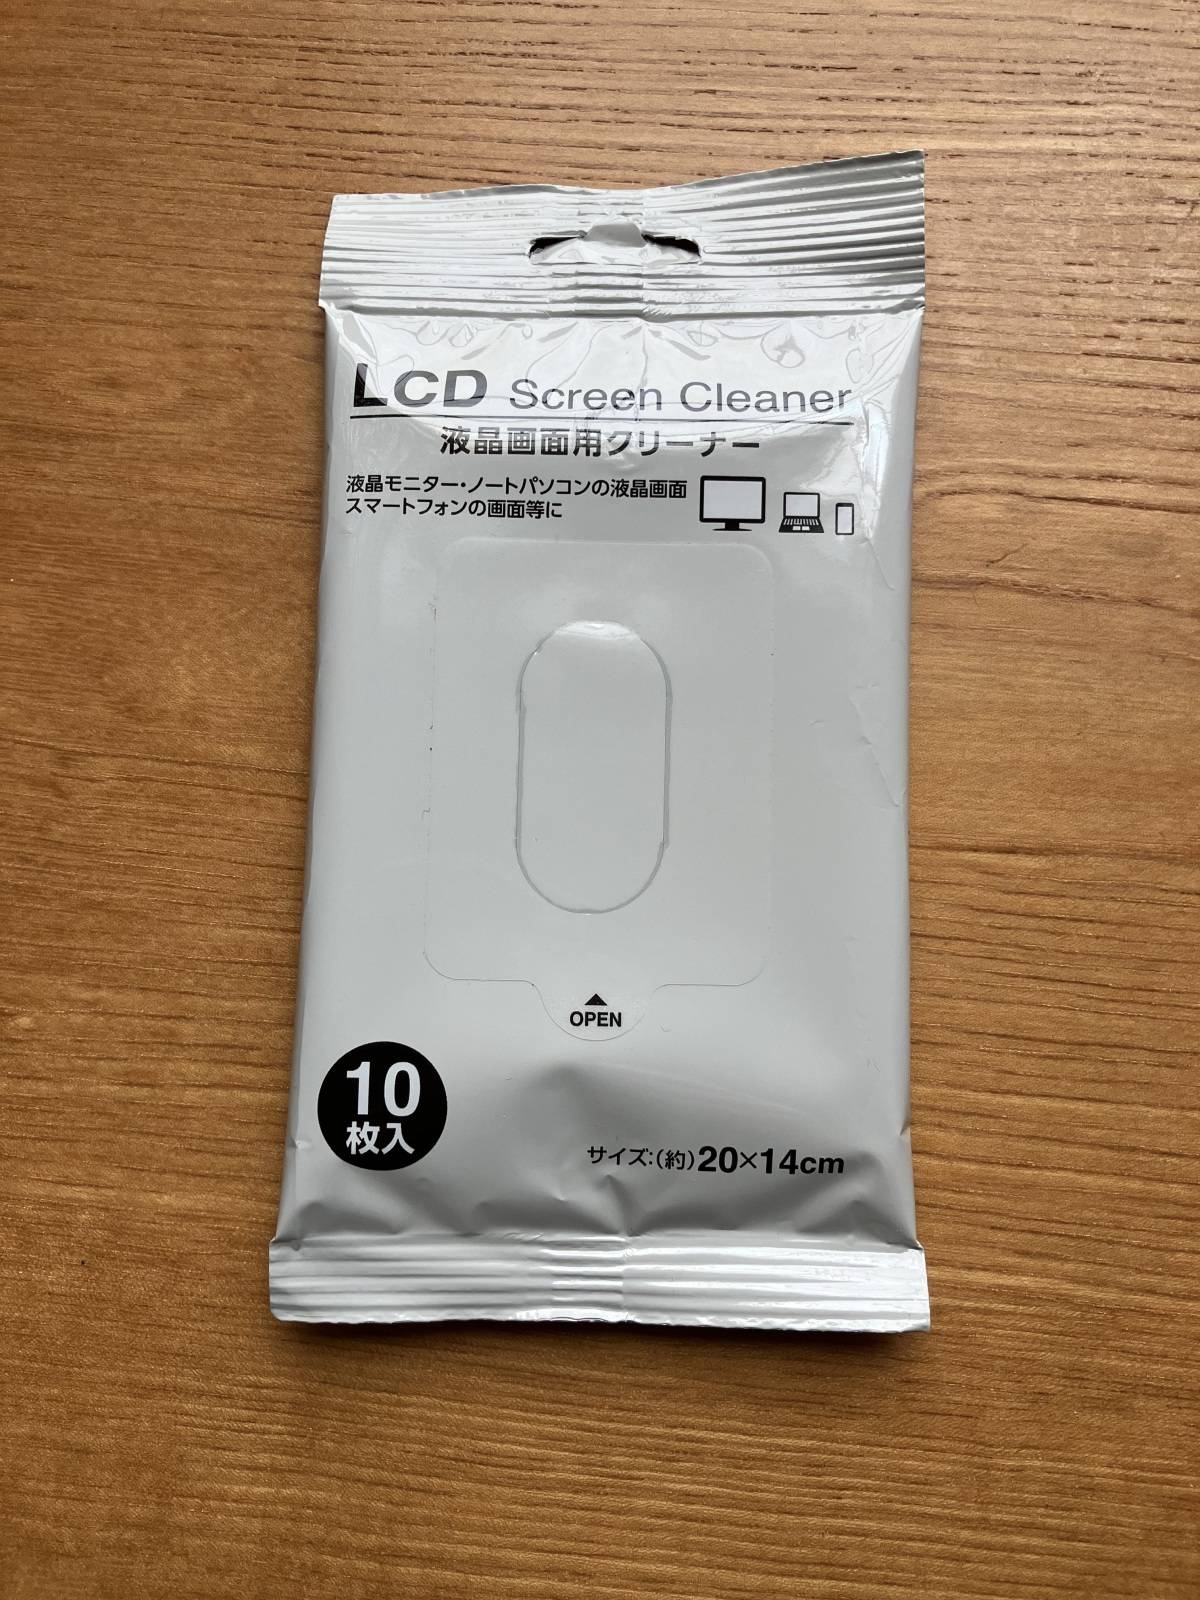 LCD Screen Cleaner
液晶画面用クリーナー
液晶モニター・ノートパソコンの液晶画面
スマートフォンの画面等に
OPEN
10
枚入
サイズ:(約)20×14cm